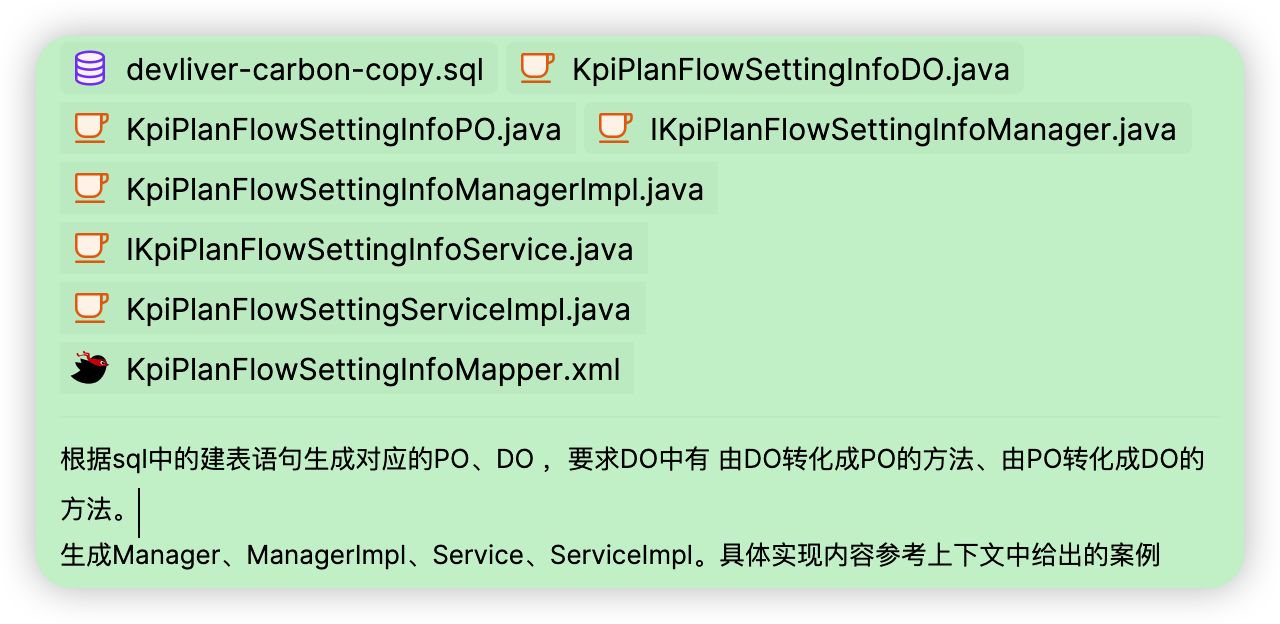 devliver-carbon-copy.sql KpiPlanFlowSettingInfoDO.java
KpiPlanFlowSettingInfoPO.java IKpiPlanFlowSettingInfoManager.java
KpiPlanFlowSettingInfoManagerImpl.java
IKpiPlanFlowSettingInfoService.java
KpiPlanFlowSettingServiceImpl.java
KpiPlanFlowSettingInfoMapper.xml
根据sql中的建表语句生成对应的PO、DO ，要求DO中有 由DO转化成PO的方法、由PO转化成DO的
方法。
生成Manager、ManagerImpl、Service、ServiceImpl。具体实现内容参考上下文中给出的案例